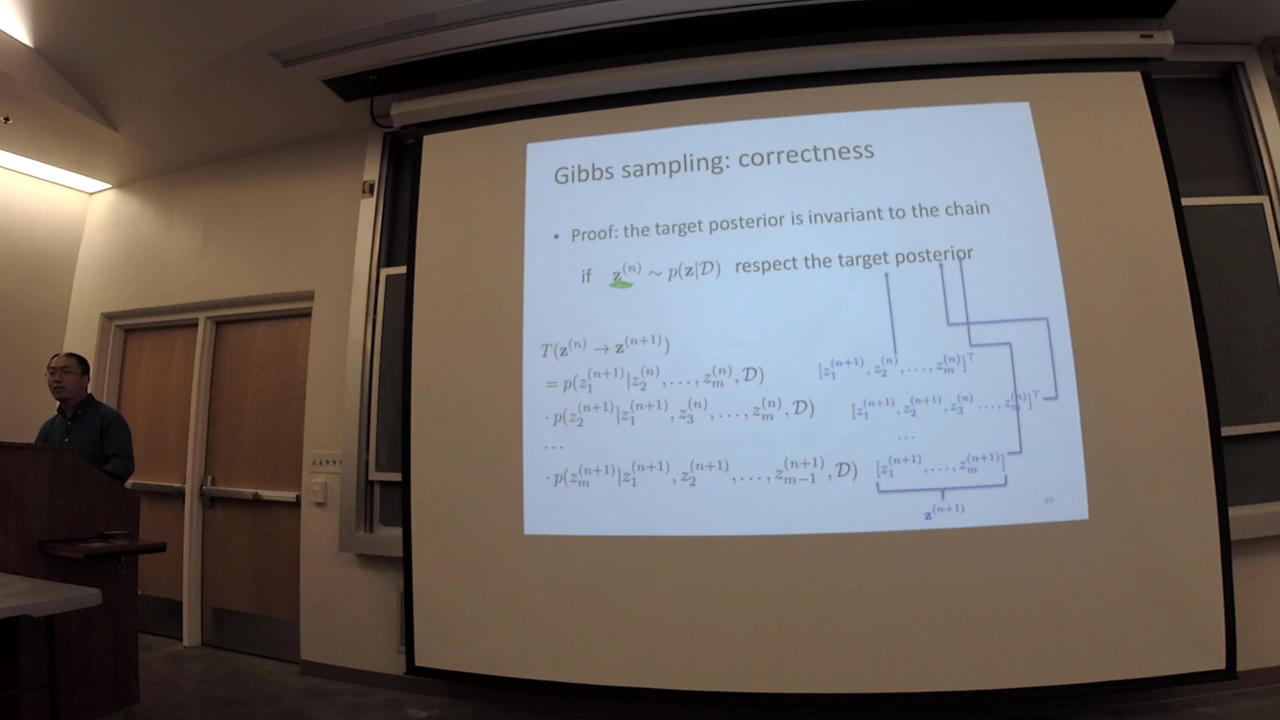 Gibbs sampling: correctness
• Proof: the target posterior is invariant to the chain
if z^{(n)} ∼ p(z|𝒟) respect the target posterior
T(z^{(n)} → z^{(n+1)})
= p(z_1^{(n+1)}|z_2^{(n)}, . . . , z_m^{(n)}, 𝒟) [z_1^{(n+1)}, z_2^{(n)}, . . . , z_m^{(n)}]^⊤
· p(z_2^{(n+1)}|z_1^{(n+1)}, z_3^{(n)}, . . . , z_m^{(n)}, 𝒟) [z_1^{(n+1)}, z_2^{(n+1)}, z_3^{(n)} . . . , z_m^{(n)}]^⊤
. . . . . .
· p(z_m^{(n+1)}|z_1^{(n+1)}, z_2^{(n+1)}, . . . , z_{m−1}^{(n+1)}, 𝒟) [z_1^{(n+1)}, . . . , z_m^{(n+1)}]
z^{(n+1)}